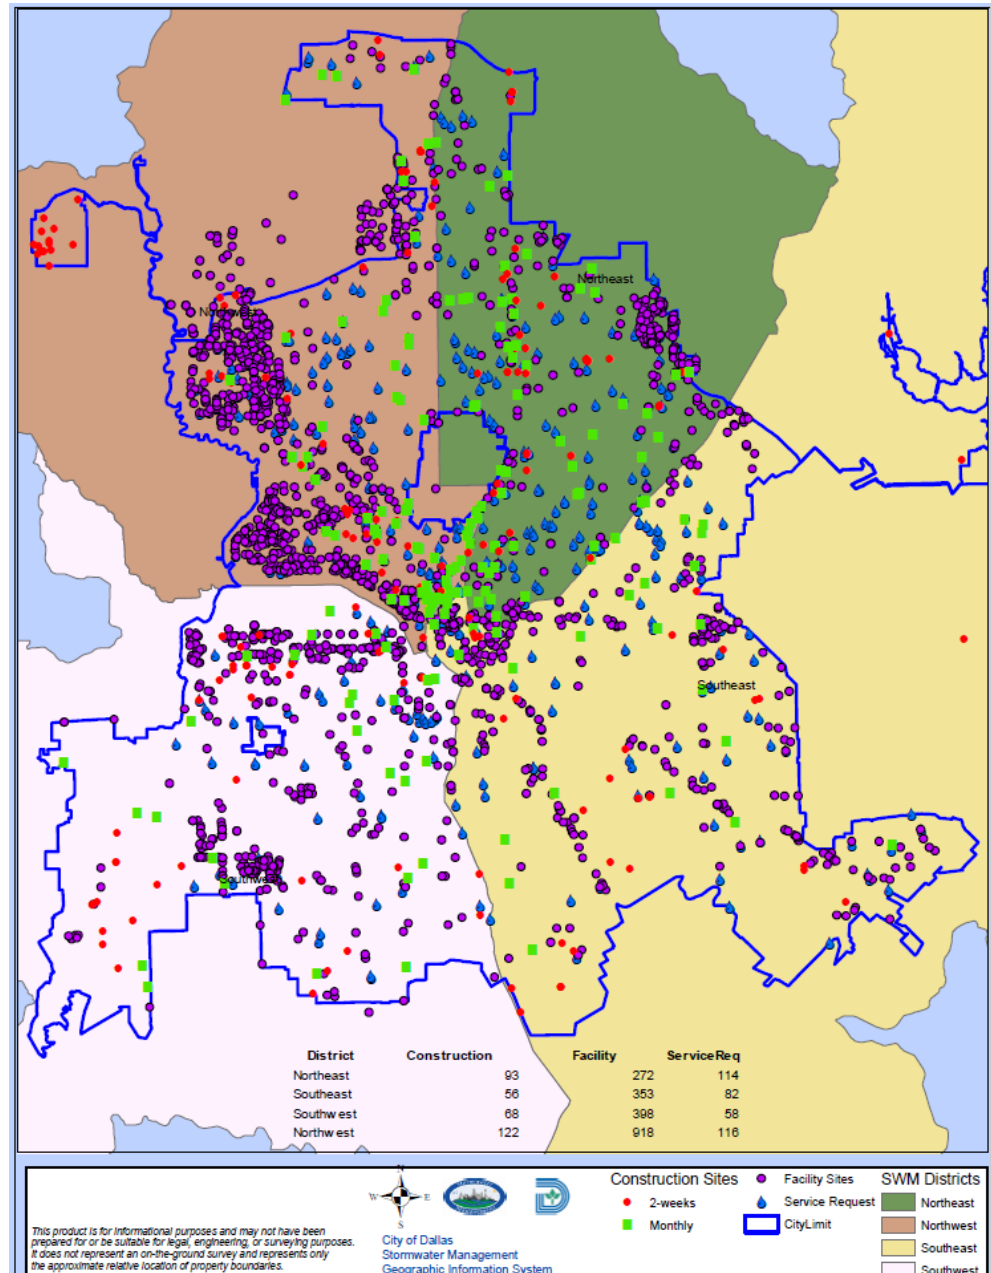 Northeast
Northwest
Southeast
Southwest
District Construction Facility ServiceReq
Northeast 93 272 114
Southeast 56 353 82
Southwest 68 398 58
Northwest 122 918 116
N
W E
S
City of Dallas
Stormwater Management
Geographic Information System
This product is for informational purposes and may not have been
prepared for or be suitable for legal, engineering, or surveying purposes.
It does not represent an on-the-ground survey and represents only
the approximate relative location of property boundaries.
Construction Sites
2-weeks
Monthly
Facility Sites
Service Request
CityLimit
SWM Districts
Northeast
Northwest
Southeast
Southwest